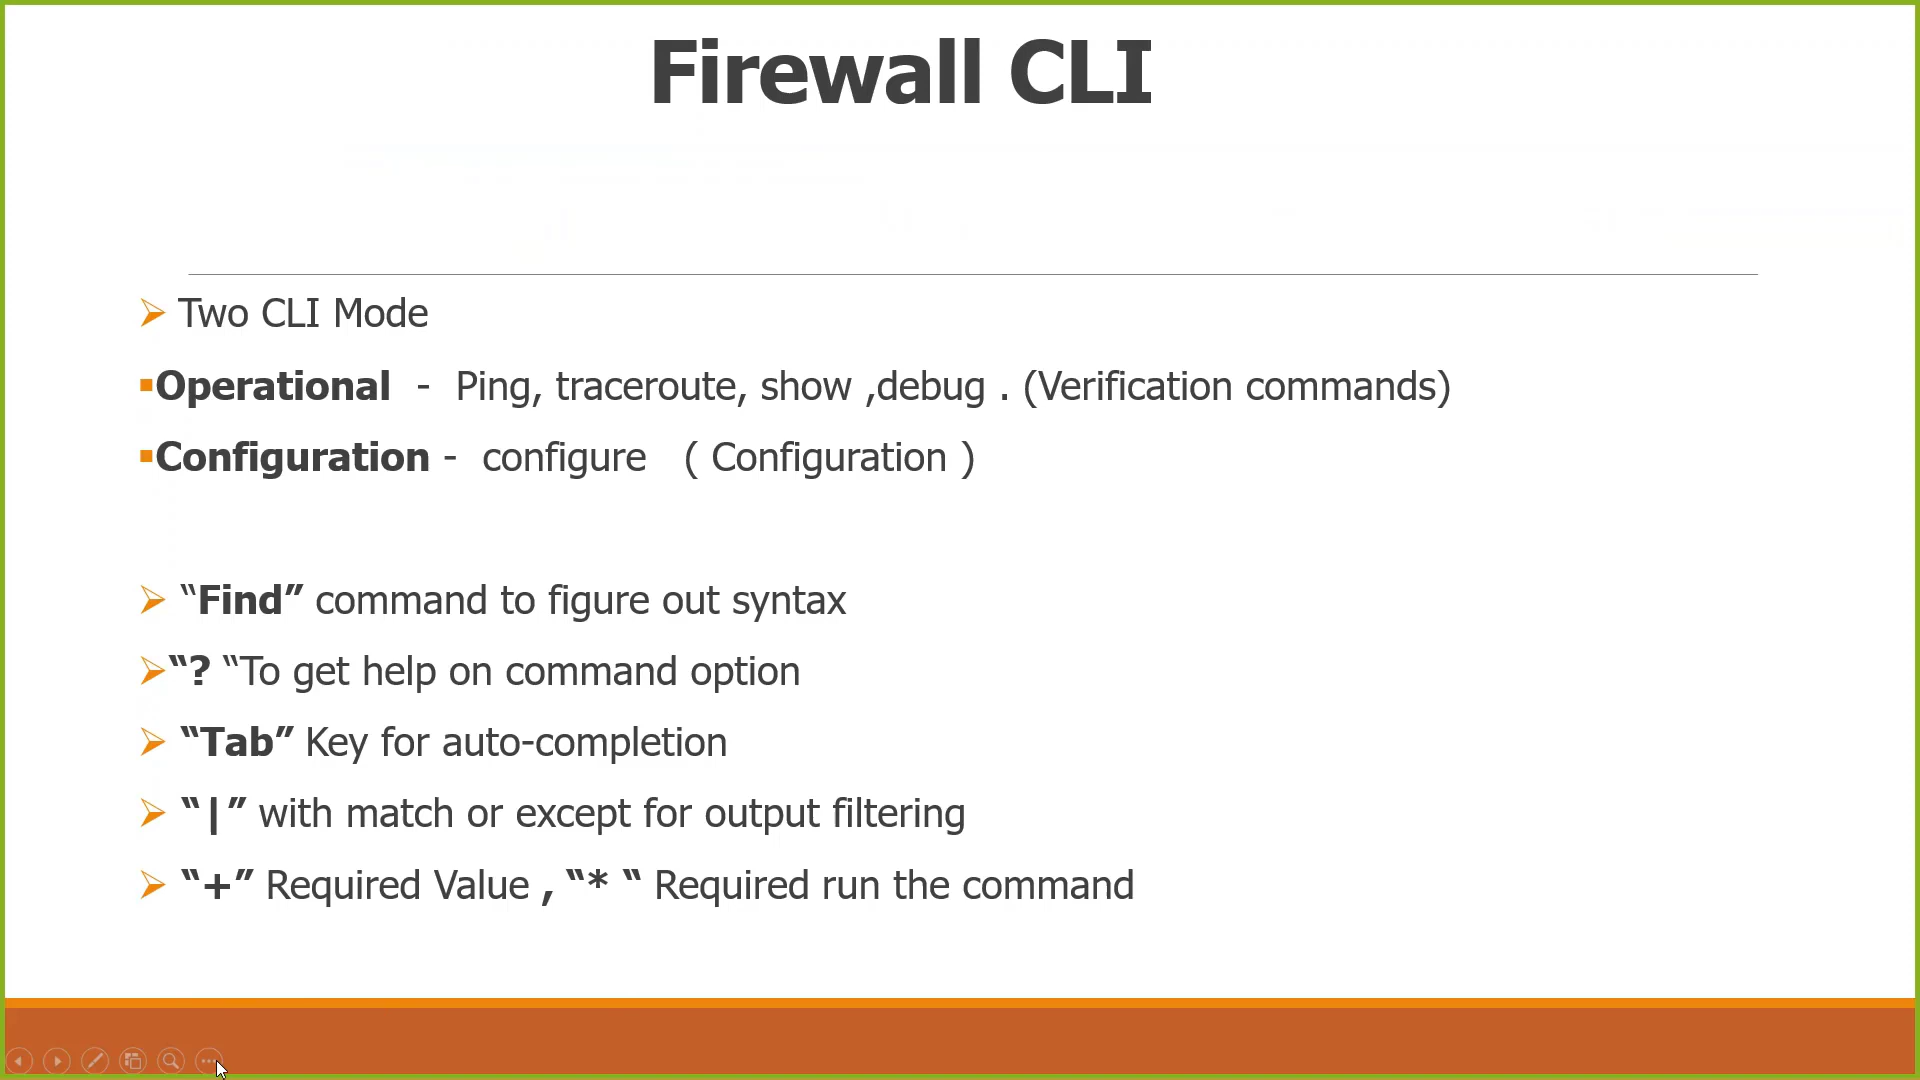 Firewall CLI
Two CLI Mode
Operational - Ping, traceroute, show ,debug . (Verification commands)
Configuration - configure ( Configuration )
“Find” command to figure out syntax
“? “To get help on command option
“Tab” Key for auto-completion
“|” with match or except for output filtering
“+” Required Value , “* “ Required run the command